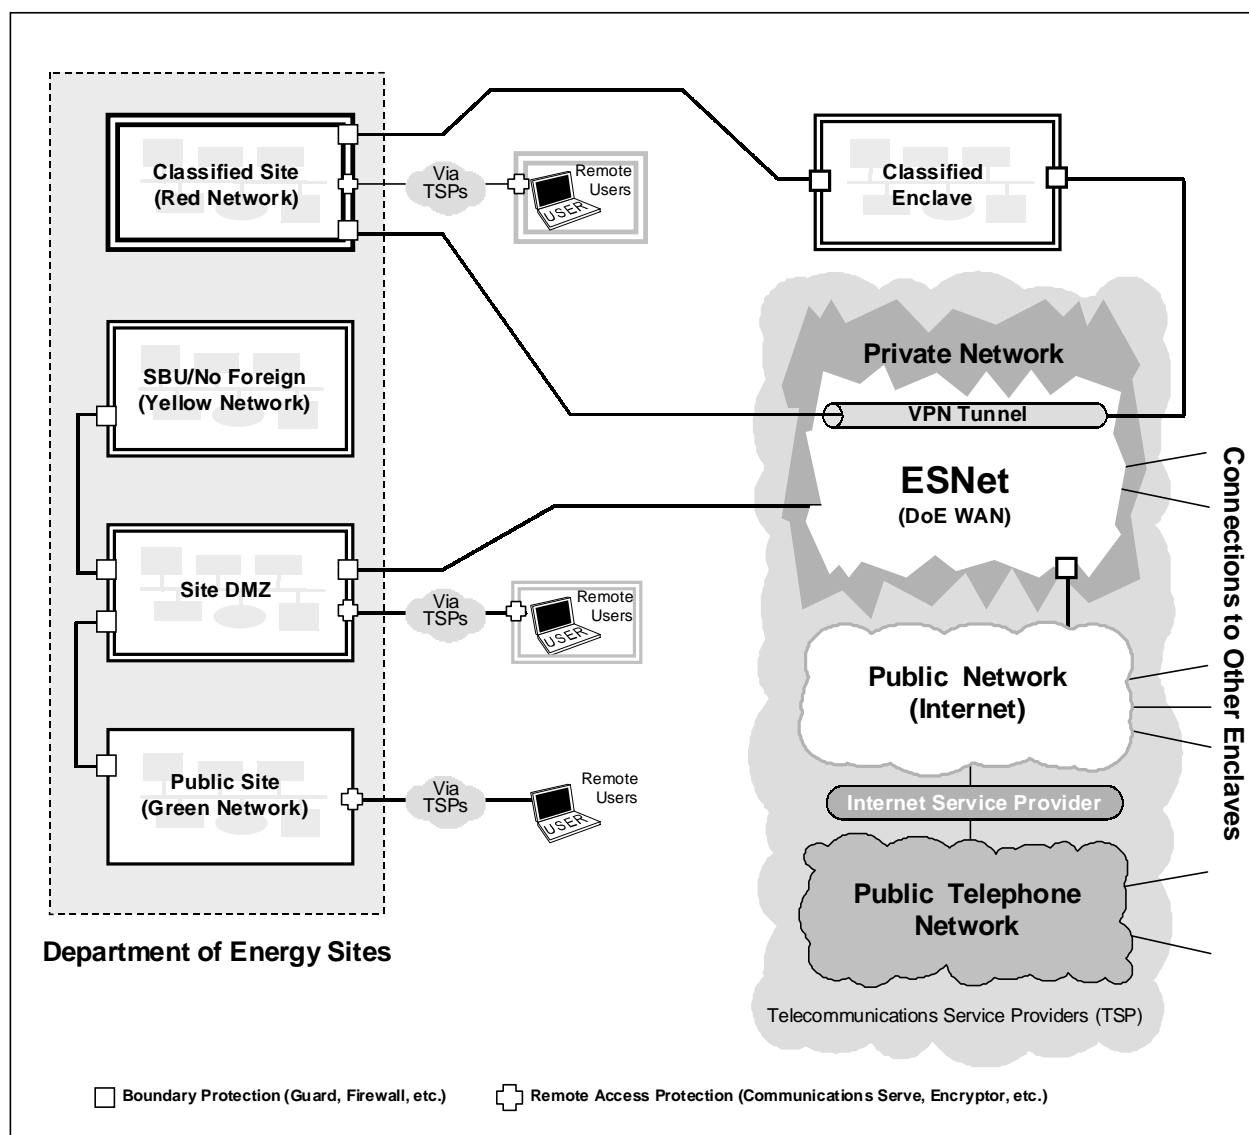 Classified Site
(Red Network)
Via
TSPs
USER
Remote
Users
Classified
Enclave
SBU/No Foreign
(Yellow Network)
Private Network
VPN Tunnel
ESNet
(DoE WAN)
Site DMZ
Via
TSPs
USER
Remote
Users
Public Network
(Internet)
Public Site
(Green Network)
Via
TSPs
USER
Remote
Users
Internet Service Provider
Public Telephone
Network
Connections to Other Enclaves
Department of Energy Sites
Telecommunications Service Providers (TSP)
Boundary Protection (Guard, Firewall, etc.)
Remote Access Protection (Communications Serve, Encryptor, etc.)